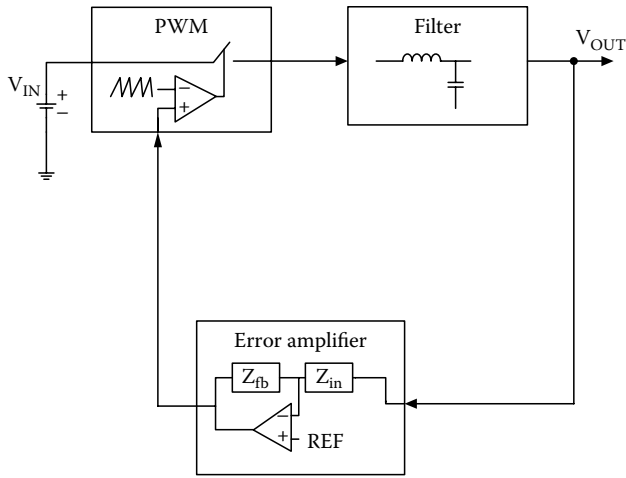 PWM
Filter
V_OUT
V_IN
+
−
−
+
Error amplifier
Z_fb
Z_in
−
+
REF